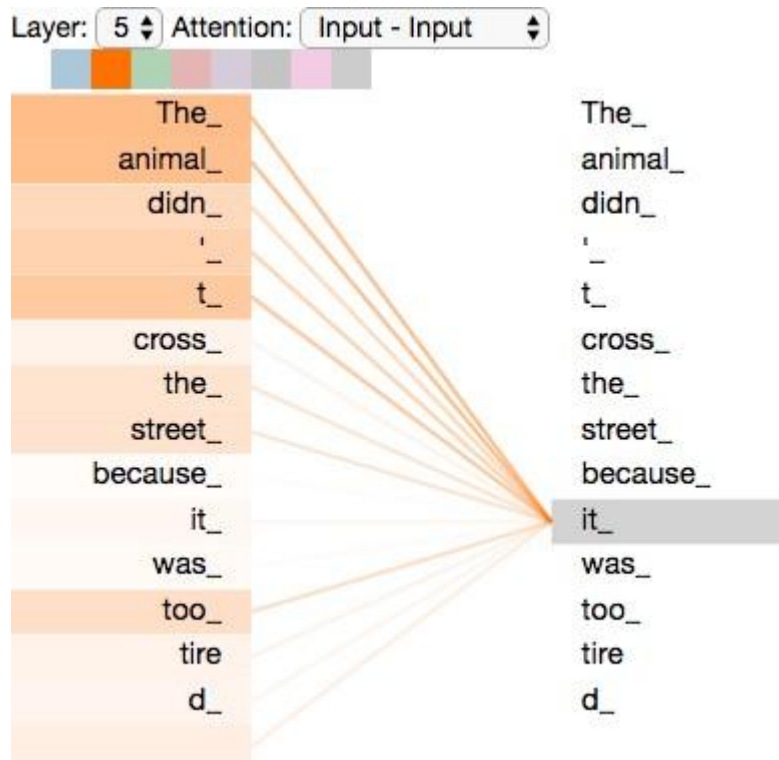 Layer: 5 Attention: Input - Input
The_ The_
animal_ animal_
didn_ didn_
'_ '_
t_ t_
cross_ cross_
the_ the_
street_ street_
because_ because_
it_ it_
was_ was_
too_ too_
tire tire
d_ d_